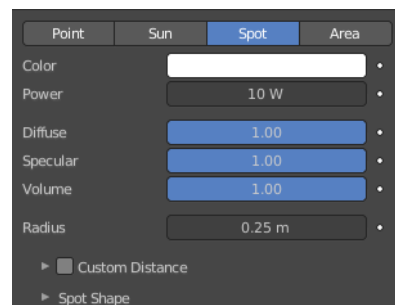 Point Sun Spot Area
Color
Power 10 W
Diffuse 1.00
Specular 1.00
Volume 1.00
Radius 0.25 m
Custom Distance
Spot Shape